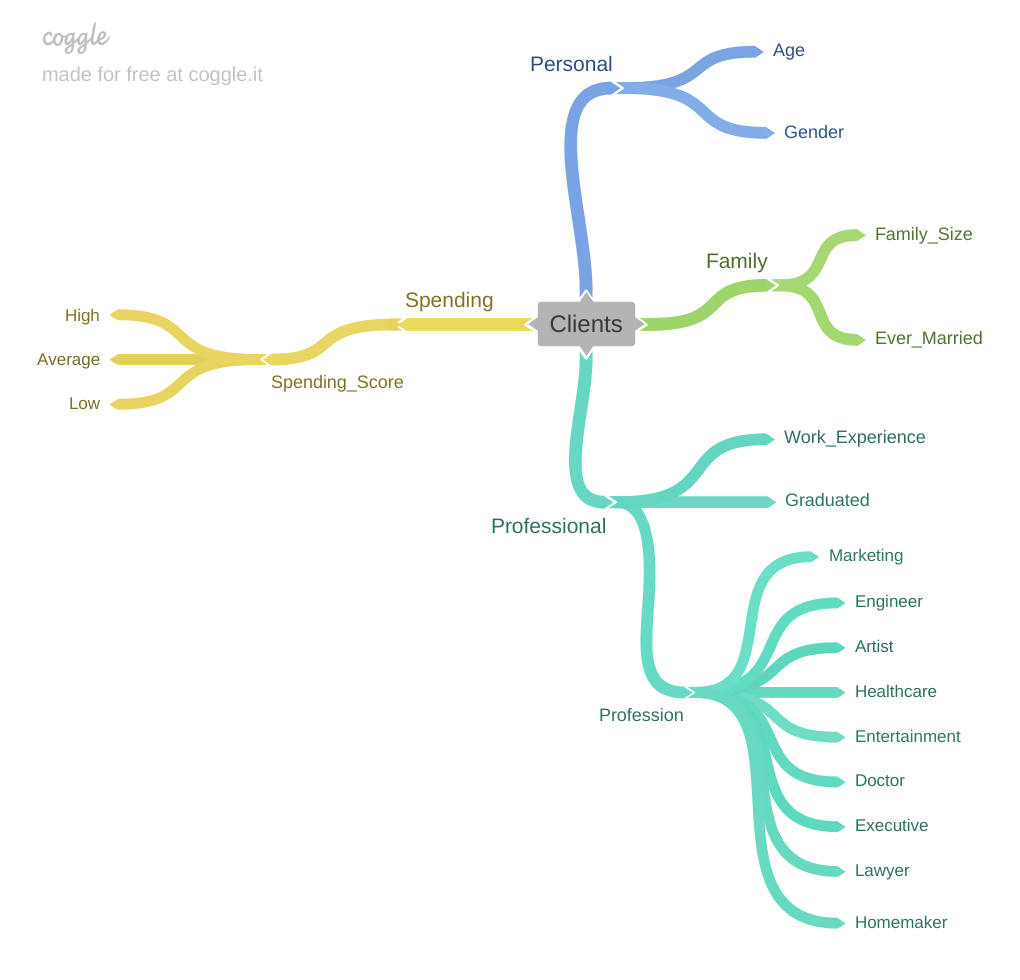 coggle
made for free at coggle.it
Personal
Age
Gender
Family
Family_Size
Ever_Married
Clients
Spending
Spending_Score
High
Average
Low
Professional
Work_Experience
Graduated
Profession
Marketing
Engineer
Artist
Healthcare
Entertainment
Doctor
Executive
Lawyer
Homemaker